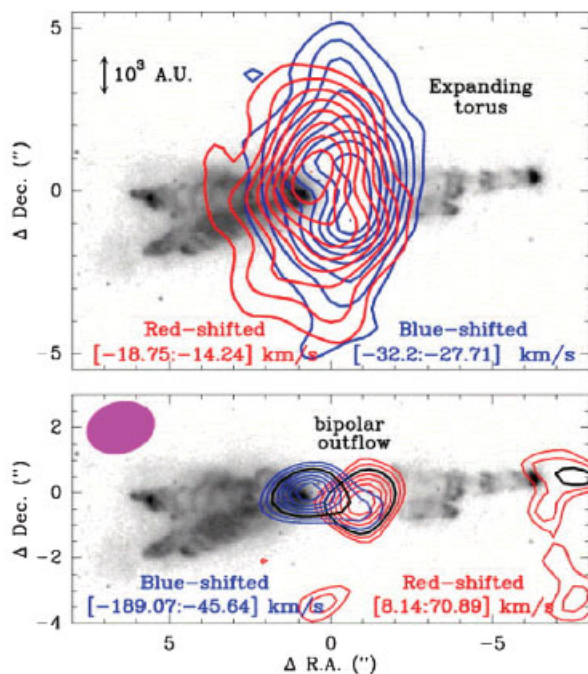 10³ A.U.
Expanding
torus
Δ Dec. (")
5
0
-5
Red-shifted
[-18.75:-14.24] km/s
Blue-shifted
[-32.2:-27.71] km/s
bipolar
outflow
Δ Dec. (")
2
0
-2
-4
Blue-shifted
[-189.07:-45.64] km/s
Red-shifted
[8.14:70.89] km/s
5
0
-5
Δ R.A. (")